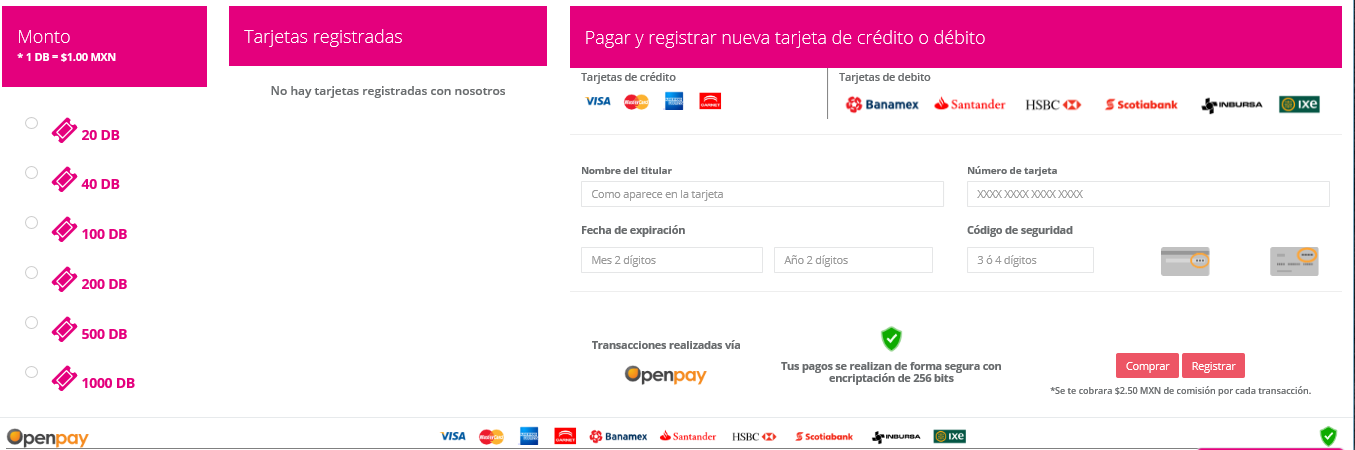 Monto
* 1 DB = $1.00 MXN
20 DB
40 DB
100 DB
200 DB
500 DB
1000 DB
Tarjetas registradas
No hay tarjetas registradas con nosotros
Pagar y registrar nueva tarjeta de crédito o débito
Tarjetas de crédito
VISA MasterCard CARNET
Tarjetas de debito
Banamex Santander HSBC Scotiabank INBURSA IXE
Nombre del titular
Como aparece en la tarjeta
Número de tarjeta
XXXX XXXX XXXX XXXX
Fecha de expiración
Mes 2 dígitos
Año 2 dígitos
Código de seguridad
3 ó 4 dígitos
Transacciones realizadas vía
Openpay
Tus pagos se realizan de forma segura con
encriptación de 256 bits
Comprar Registrar
*Se te cobrara $2.50 MXN de comisión por cada transacción.
Openpay VISA MasterCard CARNET Banamex Santander HSBC Scotiabank INBURSA IXE